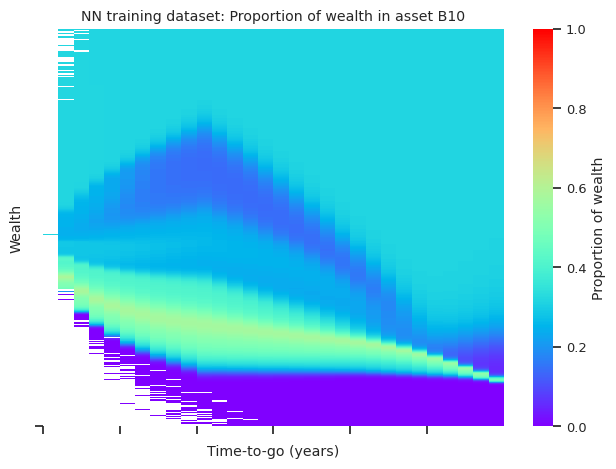 NN training dataset: Proportion of wealth in asset B10
1.0
0.8
0.6
0.4
0.2
0.0
Proportion of wealth
Wealth
Time-to-go (years)